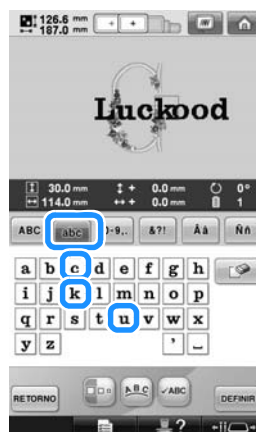 126.6 mm
187.0 mm
G
Luckood
30.0 mm 0.0 mm 0°
114.0 mm 0.0 mm 1
ABC abc 0-9,. &?! Ââ Ññ
a b c d e f g h
i j k l m n o p
q r s t u v w x
y z ' _
RETORNO ABC ✓ABC DEFINIR
?